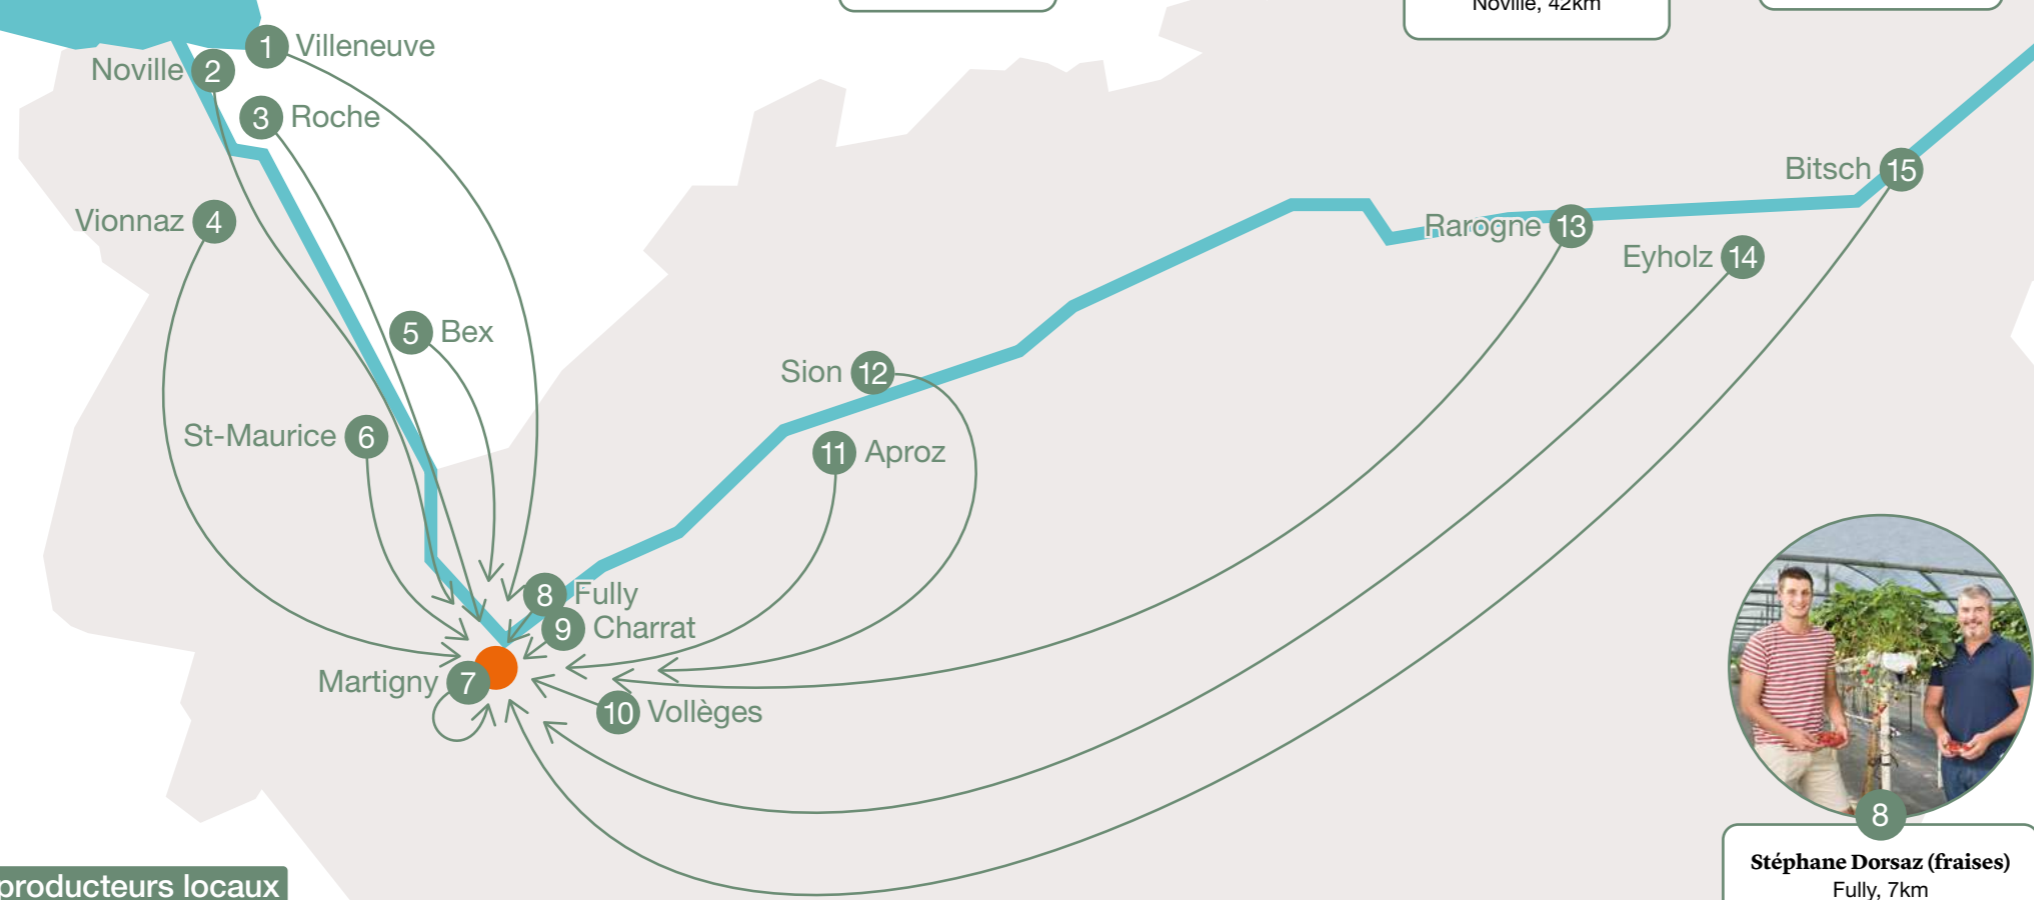 Noville, 42km
1 Villeneuve
Noville 2
3 Roche
Vionnaz 4
5 Bex
St-Maurice 6
Martigny 7
8 Fully
9 Charrat
10 Vollèges
11 Aproz
Sion 12
Rarogne 13
Eyholz 14
Bitsch 15
8
Stéphane Dorsaz (fraises)
Fully, 7km
producteurs locaux